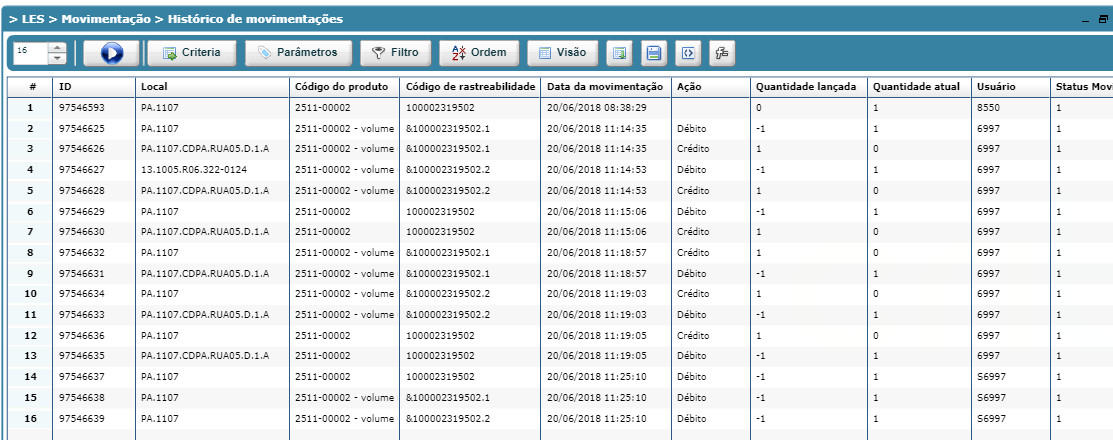 > LES > Movimentação > Histórico de movimentações
16 Criteria Parâmetros Filtro Ordem Visão
# ID Local Código do produto Código de rastreabilidade Data da movimentação Ação Quantidade lançada Quantidade atual Usuário Status Movi
1 97546593 PA.1107 2511-00002 100002319502 20/06/2018 08:38:29 0 1 8550 1
2 97546625 PA.1107 2511-00002 - volume &100002319502.1 20/06/2018 11:14:35 Débito -1 1 6997 1
3 97546626 PA.1107.CDPA.RUA05.D.1.A 2511-00002 - volume &100002319502.1 20/06/2018 11:14:35 Crédito 1 0 6997 1
4 97546627 13.1005.R06.322-0124 2511-00002 - volume &100002319502.2 20/06/2018 11:14:53 Débito -1 1 6997 1
5 97546628 PA.1107.CDPA.RUA05.D.1.A 2511-00002 - volume &100002319502.2 20/06/2018 11:14:53 Crédito 1 0 6997 1
6 97546629 PA.1107 2511-00002 100002319502 20/06/2018 11:15:06 Débito -1 1 6997 1
7 97546630 PA.1107.CDPA.RUA05.D.1.A 2511-00002 100002319502 20/06/2018 11:15:06 Crédito 1 0 6997 1
8 97546632 PA.1107 2511-00002 - volume &100002319502.1 20/06/2018 11:18:57 Crédito 1 0 6997 1
9 97546631 PA.1107.CDPA.RUA05.D.1.A 2511-00002 - volume &100002319502.1 20/06/2018 11:18:57 Débito -1 1 6997 1
10 97546634 PA.1107 2511-00002 - volume &100002319502.2 20/06/2018 11:19:03 Crédito 1 0 6997 1
11 97546633 PA.1107.CDPA.RUA05.D.1.A 2511-00002 - volume &100002319502.2 20/06/2018 11:19:03 Débito -1 1 6997 1
12 97546636 PA.1107 2511-00002 100002319502 20/06/2018 11:19:05 Crédito 1 0 6997 1
13 97546635 PA.1107.CDPA.RUA05.D.1.A 2511-00002 100002319502 20/06/2018 11:19:05 Débito -1 1 6997 1
14 97546637 PA.1107 2511-00002 100002319502 20/06/2018 11:25:10 Débito -1 1 S6997 1
15 97546638 PA.1107 2511-00002 - volume &100002319502.1 20/06/2018 11:25:10 Débito -1 1 S6997 1
16 97546639 PA.1107 2511-00002 - volume &100002319502.2 20/06/2018 11:25:10 Débito -1 1 S6997 1